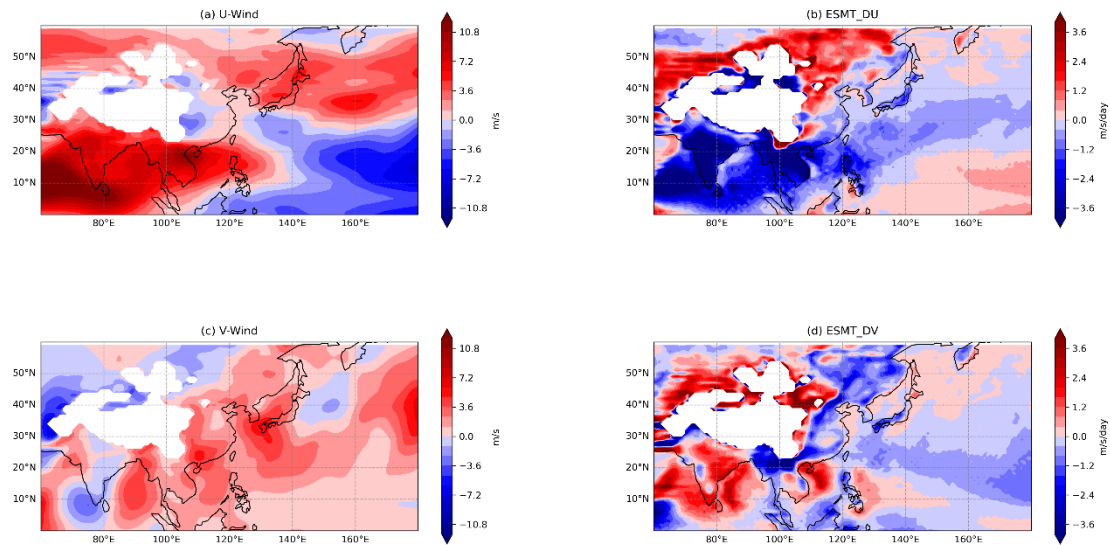 (a) U-Wind
50°N
40°N
30°N
20°N
10°N
80°E 100°E 120°E 140°E 160°E
10.8
7.2
3.6
0.0
−3.6
−7.2
−10.8
m/s
(b) ESMT_DU
50°N
40°N
30°N
20°N
10°N
80°E 100°E 120°E 140°E 160°E
3.6
2.4
1.2
0.0
−1.2
−2.4
−3.6
m/s/day
(c) V-Wind
50°N
40°N
30°N
20°N
10°N
80°E 100°E 120°E 140°E 160°E
10.8
7.2
3.6
0.0
−3.6
−7.2
−10.8
m/s
(d) ESMT_DV
50°N
40°N
30°N
20°N
10°N
80°E 100°E 120°E 140°E 160°E
3.6
2.4
1.2
0.0
−1.2
−2.4
−3.6
m/s/day